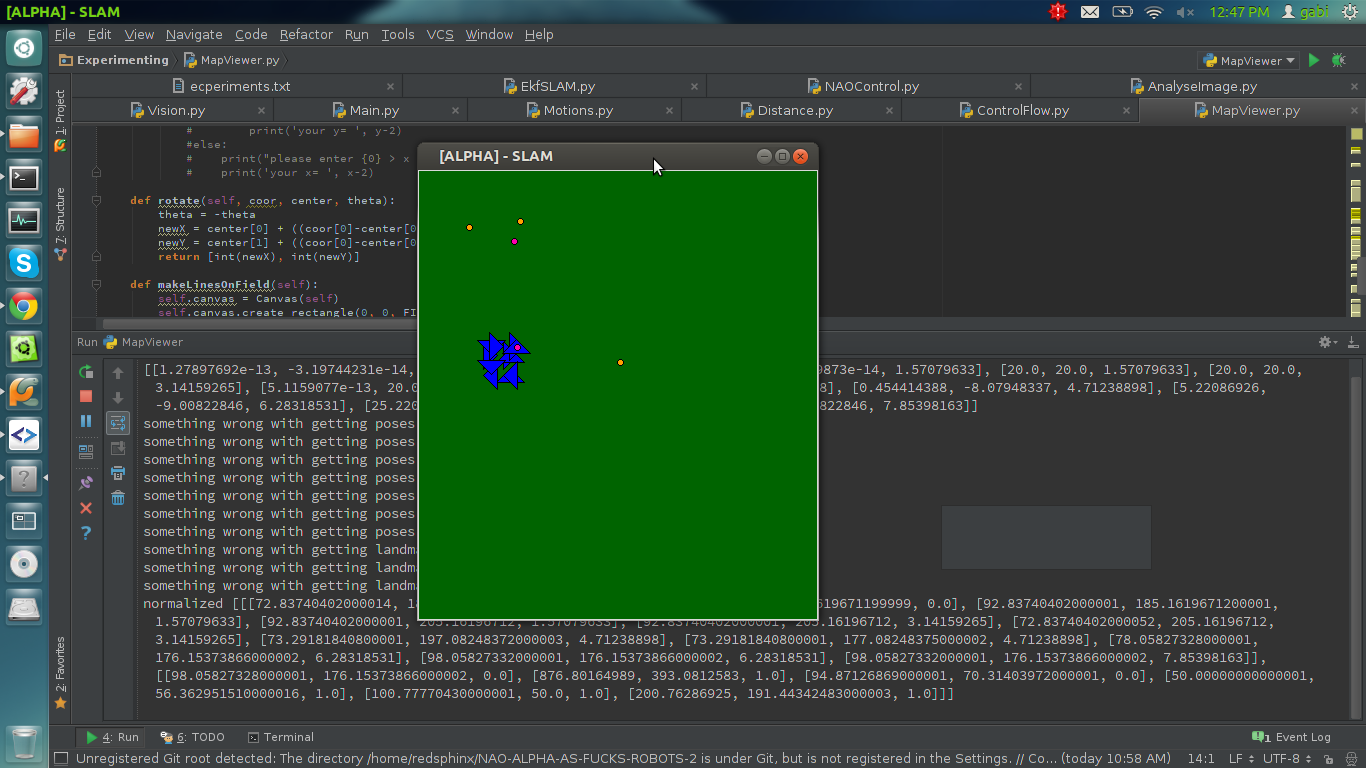 [ALPHA] - SLAM
12:47 PM
gabi
File Edit View Navigate Code Refactor Run Tools VCS Window Help
Experimenting MapViewer.py
MapViewer
ecperiments.txt EkfSLAM.py NAOControl.py AnalyseImage.py
Vision.py Main.py Motions.py Distance.py ControlFlow.py MapViewer.py
1: Project
7: Structure
2: Favorites
# print('your y= ', y-2)
#else:
# print("please enter {0} > x
# print('your x= ', x-2)
def rotate(self, coor, center, theta):
theta = -theta
newX = center[0] + ((coor[0]-center[0
newY = center[1] + ((coor[0]-center[0
return [int(newX), int(newY)]
def makeLinesOnField(self):
self.canvas = Canvas(self)
self.canvas.create_rectangle(0, 0, FI
[ALPHA] - SLAM
Run MapViewer
[[1.27897692e-13, -3.19744231e-14, 9873e-14, 1.57079633], [20.0, 20.0, 1.57079633], [20.0, 20.0,
3.14159265], [5.1159077e-13, 20.0 8], [0.454414388, -8.07948337, 4.71238898], [5.22086926,
-9.00822846, 6.28318531], [25.220 822846, 7.85398163]]
something wrong with getting poses
something wrong with getting poses
something wrong with getting poses
something wrong with getting poses
something wrong with getting poses
something wrong with getting poses
something wrong with getting poses
something wrong with getting landm
something wrong with getting landm
something wrong with getting landm
normalized [[[72.83740402000014, 18 619671199999, 0.0], [92.83740402000001, 185.1619671200001,
1.57079633], [92.83740402000001, 205.16196712, 1.57079633], [92.83740402000001, 205.16196712, 3.14159265], [72.8374040200052, 205.16196712,
3.14159265], [73.29181840800001, 197.08248372000003, 4.71238898], [73.29181840800001, 177.08248375000002, 4.71238898], [78.05827328000001,
176.15373866000002, 6.28318531], [98.05827332000001, 176.15373866000002, 6.28318531], [98.05827332000001, 176.15373866000002, 7.85398163]],
[[98.05827328000001, 176.15373866000002, 0.0], [876.80164989, 393.0812583, 1.0], [94.87126869000001, 70.31403972000001, 0.0], [50.00000000000001,
56.362951510000016, 1.0], [100.77770430000001, 50.0, 1.0], [200.76286925, 191.44342483000003, 1.0]]]
4: Run 6: TODO Terminal
1 Event Log
Unregistered Git root detected: The directory /home/redsphinx/NAO-ALPHA-AS-FUCKS-ROBOTS-2 is under Git, but is not registered in the Settings. // Co... (today 10:58 AM) 14:1 LF UTF-8